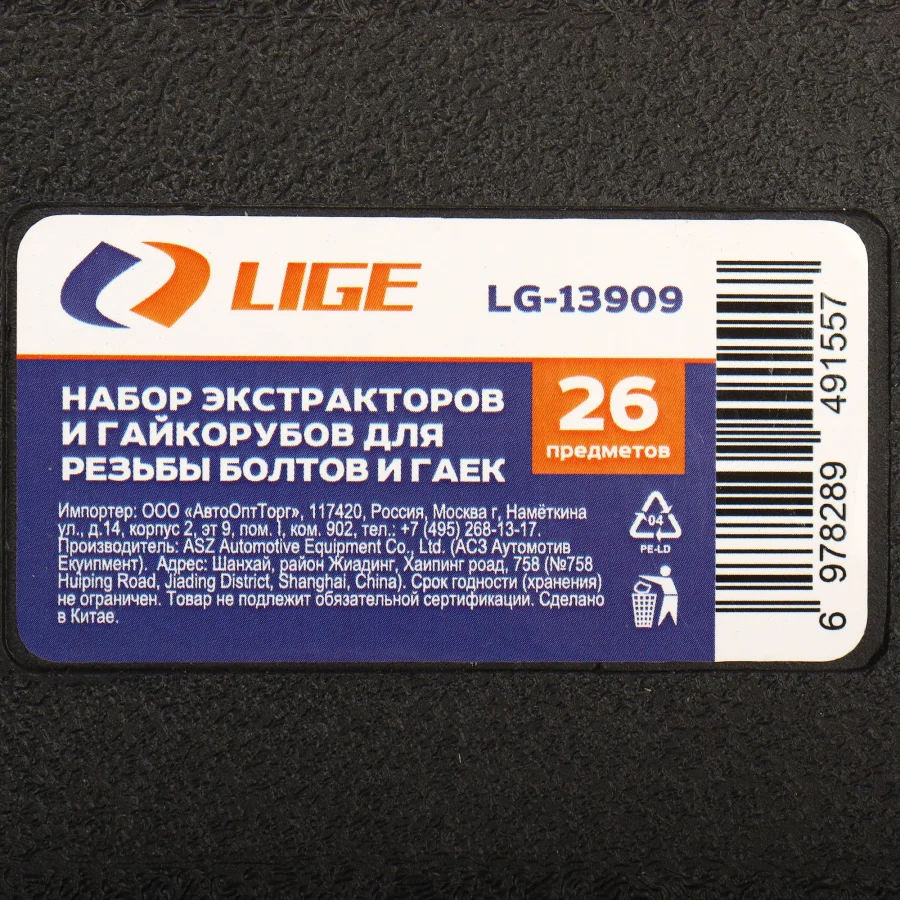 LIGE
LG-13909
НАБОР ЭКСТРАКТОРОВ
И ГАЙКОРУБОВ ДЛЯ
РЕЗЬБЫ БОЛТОВ И ГАЕК
26
предметов
Импортер: ООО «АвтоОптТорг», 117420, Россия, Москва г, Намёткина
ул., д.14, корпус 2, эт 9, пом. I, ком. 902, тел.: +7 (495) 268-13-17.
Производитель: ASZ Automotive Equipment Co., Ltd. (АСЗ Аутомотив
Екуипмент). Адрес: Шанхай, район Жиадинг, Хаипинг роад, 758 (№758
Huiping Road, Jiading District, Shanghai, China). Срок годности (хранения)
не ограничен. Товар не подлежит обязательной сертификации. Сделано
в Китае.
04
PE-LD
6 978289 491557